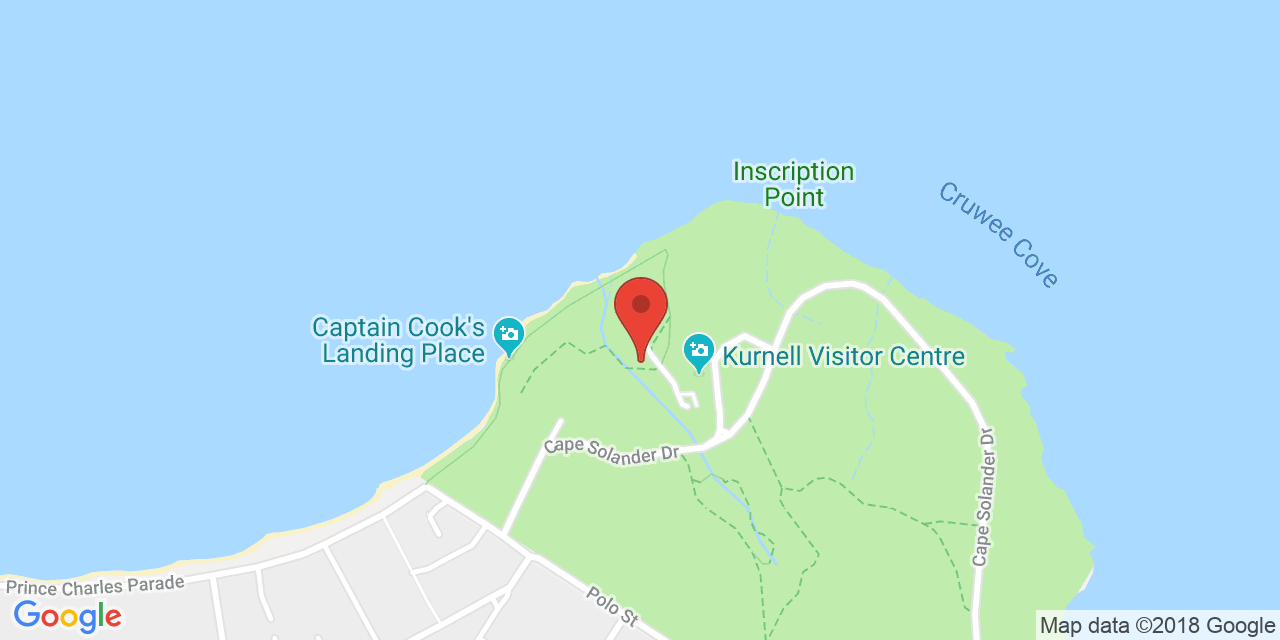 Inscription
Point
Cruwee Cove
Captain Cook's
Landing Place
Kurnell Visitor Centre
Cape Solander Dr
Cape Solander Dr
Prince Charles Parade
Polo St
Google
Map data ©2018 Google